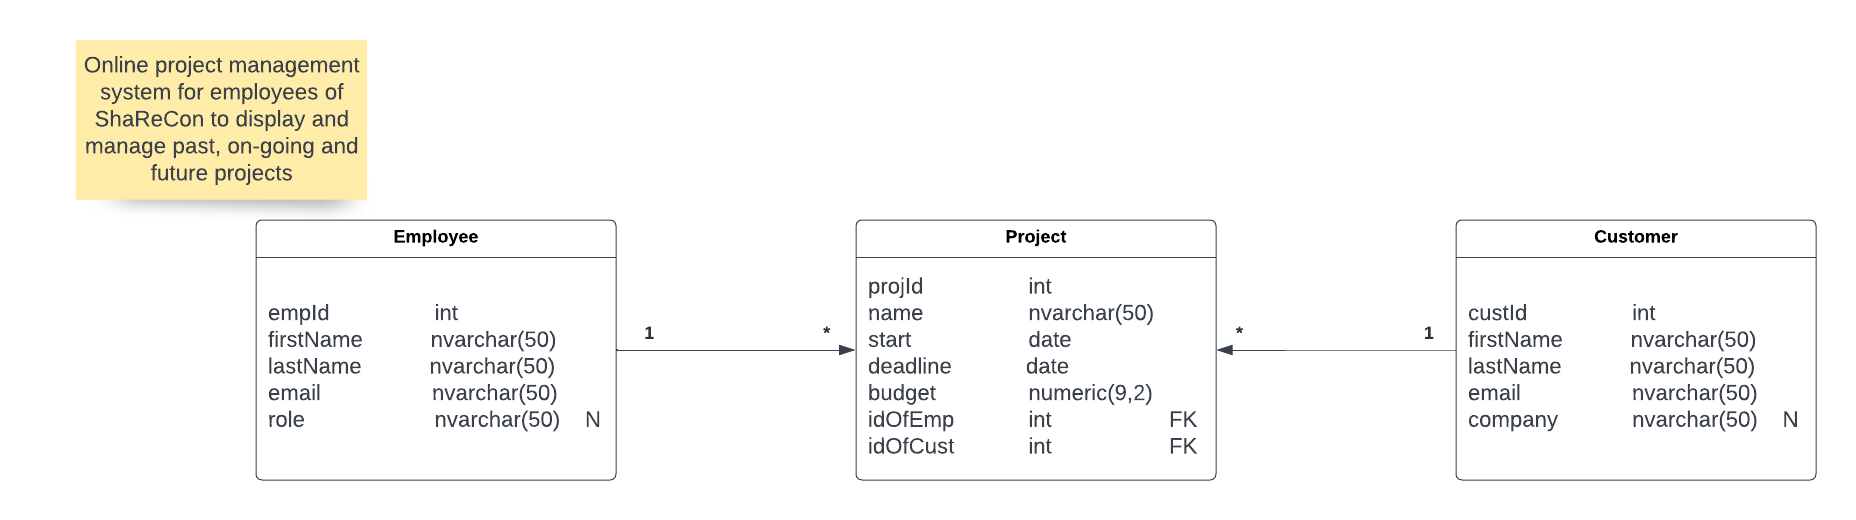 Online project management
system for employees of
ShaReCon to display and
manage past, on-going and
future projects
Employee
empId int
firstName nvarchar(50)
lastName nvarchar(50)
email nvarchar(50)
role nvarchar(50) N
1 *
Project
projId int
name nvarchar(50)
start date
deadline date
budget numeric(9,2)
idOfEmp int FK
idOfCust int FK
* 1
Customer
custId int
firstName nvarchar(50)
lastName nvarchar(50)
email nvarchar(50)
company nvarchar(50) N